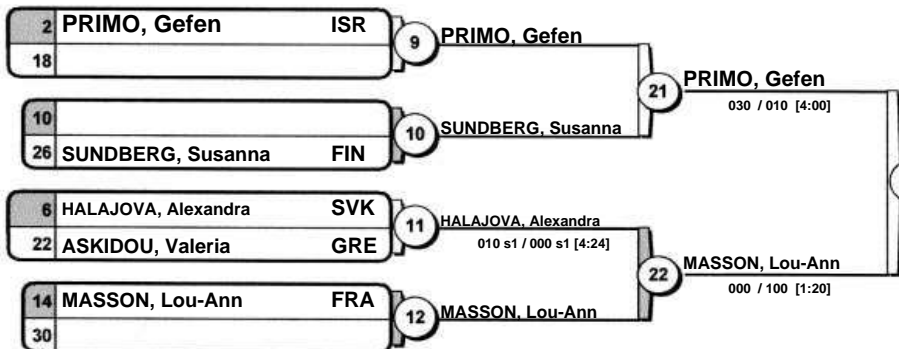 2 PRIMO, Gefen ISR
18
9 PRIMO, Gefen
10
26 SUNDBERG, Susanna FIN
10 SUNDBERG, Susanna
21 PRIMO, Gefen
030 / 010 [4:00]
6 HALAJOVA, Alexandra SVK
22 ASKIDOU, Valeria GRE
11 HALAJOVA, Alexandra
010 s1 / 000 s1 [4:24]
14 MASSON, Lou-Ann FRA
30
12 MASSON, Lou-Ann
22 MASSON, Lou-Ann
000 / 100 [1:20]